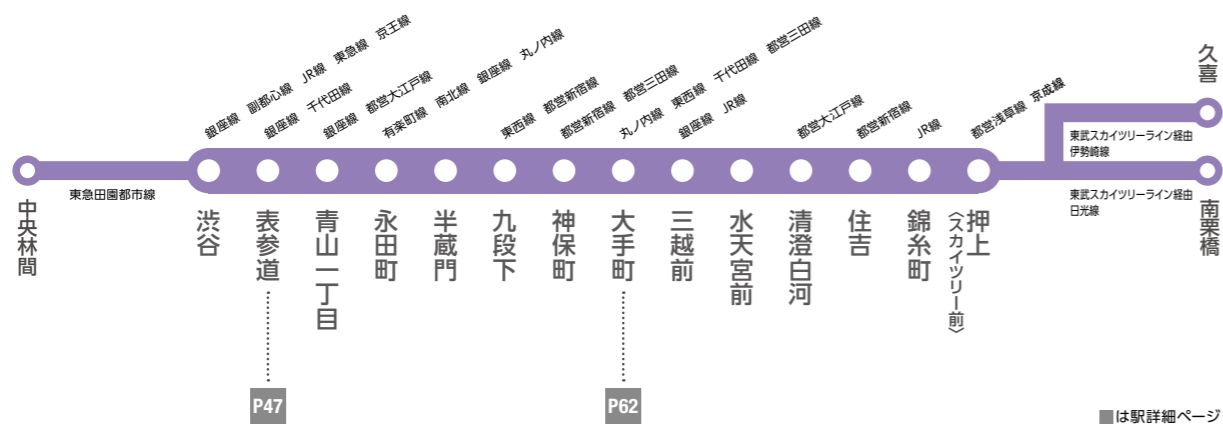 銀座線 副都心線 JR線 東急線 京王線
銀座線 千代田線
銀座線 都営大江戸線
有楽町線 南北線 銀座線 丸ノ内線
東西線 都営新宿線
都営新宿線 都営三田線
丸ノ内線 東西線 千代田線 都営三田線
銀座線 JR線
都営大江戸線
都営新宿線
JR線
都営浅草線 京成線
久喜
東武スカイツリーライン経由
伊勢崎線
東急田園都市線
東武スカイツリーライン経由
日光線
中央林間
渋谷
表参道
青山一丁目
永田町
半蔵門
九段下
神保町
大手町
三越前
水天宮前
清澄白河
住吉
錦糸町
押上
〈スカイツリー前〉
南栗橋
P47
P62
■は駅詳細ページ